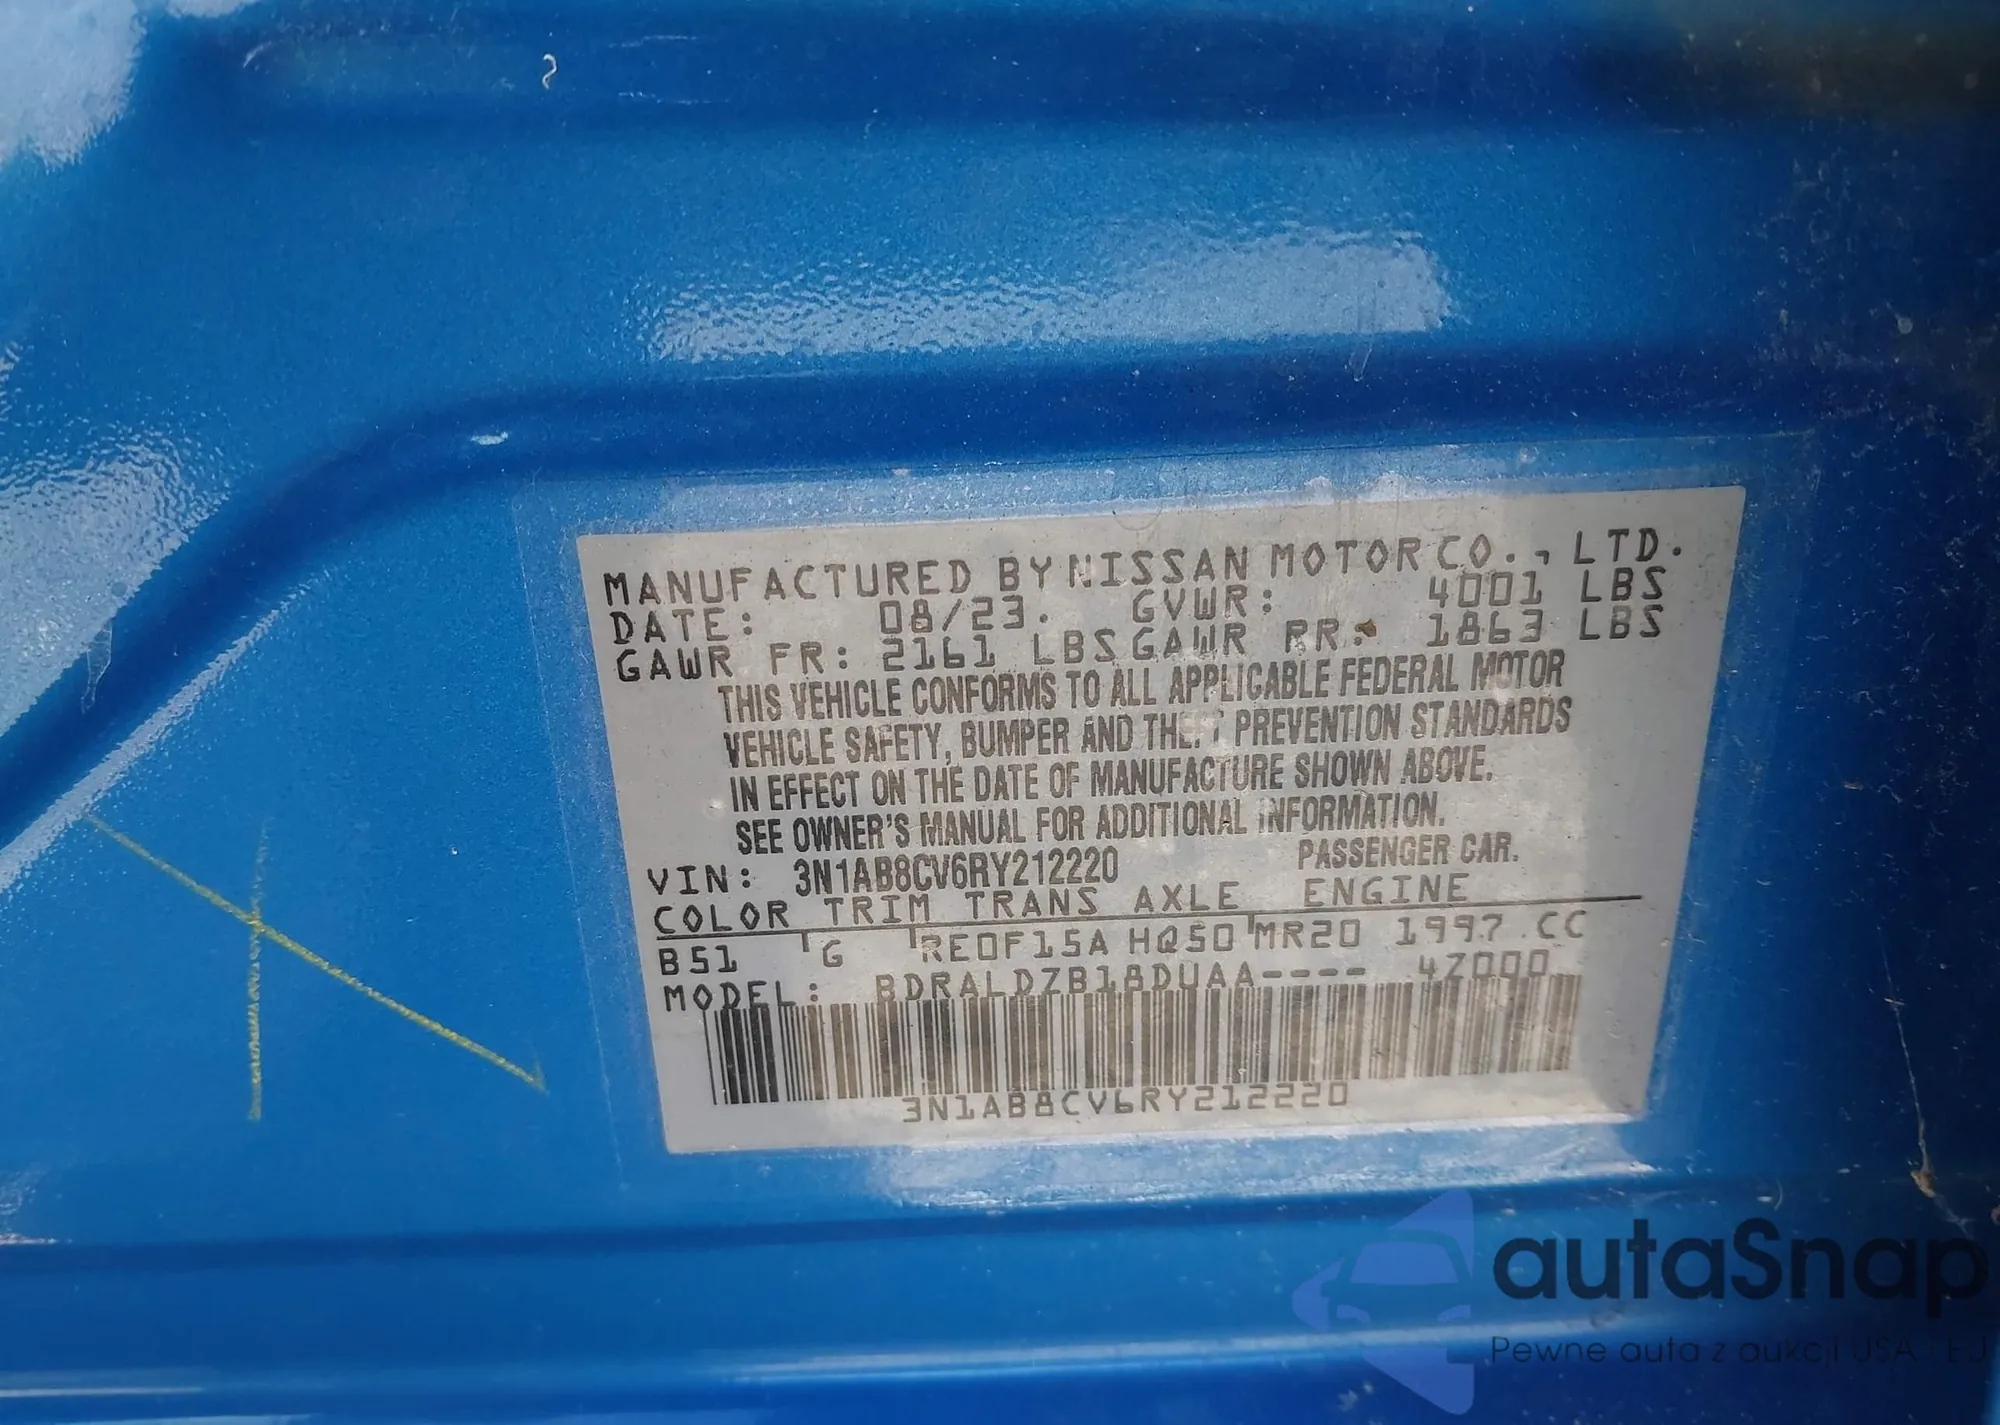 MANUFACTURED BY NISSAN MOTOR CO., LTD.
DATE: 08/23. GVWR: 4001 LBS
GAWR FR: 2161 LBS GAWR RR: 1863 LBS
THIS VEHICLE CONFORMS TO ALL APPLICABLE FEDERAL MOTOR
VEHICLE SAFETY, BUMPER AND THEFT PREVENTION STANDARDS
IN EFFECT ON THE DATE OF MANUFACTURE SHOWN ABOVE.
SEE OWNER'S MANUAL FOR ADDITIONAL INFORMATION.
VIN: 3N1AB8CV6RY212220 PASSENGER CAR.
COLOR TRIM TRANS AXLE ENGINE
B51 G RE0F15A HQ50 MR20 1997 CC
MODEL: BDRALDZB18DUAA---- 4Z000
3N1AB8CV6RY212220
autaSnap
Pewne auta z aukcji USA i EU